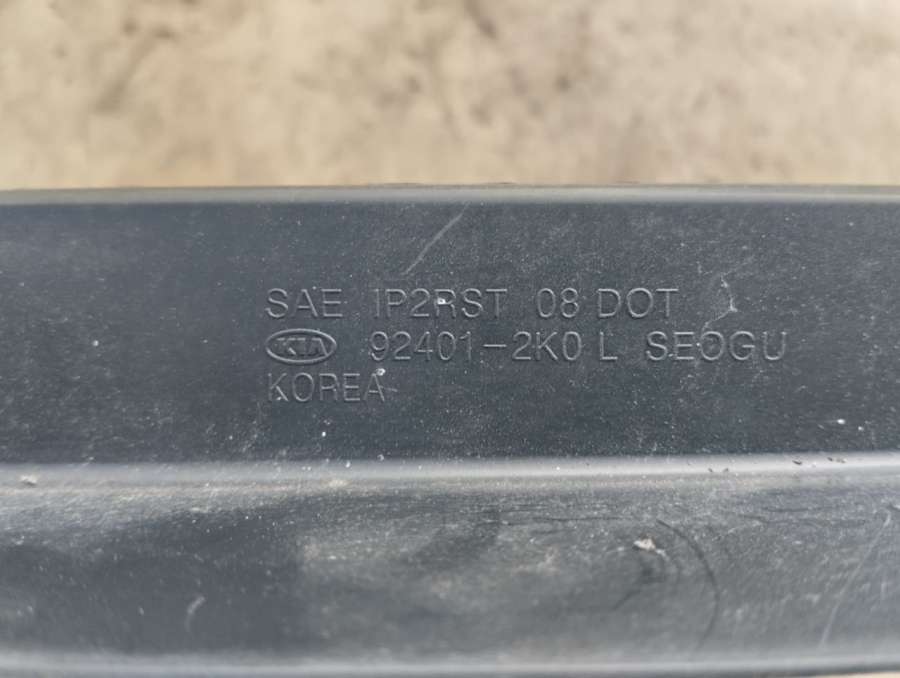 SAE IP2RST 08 DOT
KIA 92401-2K0 L SEOGU
KOREA